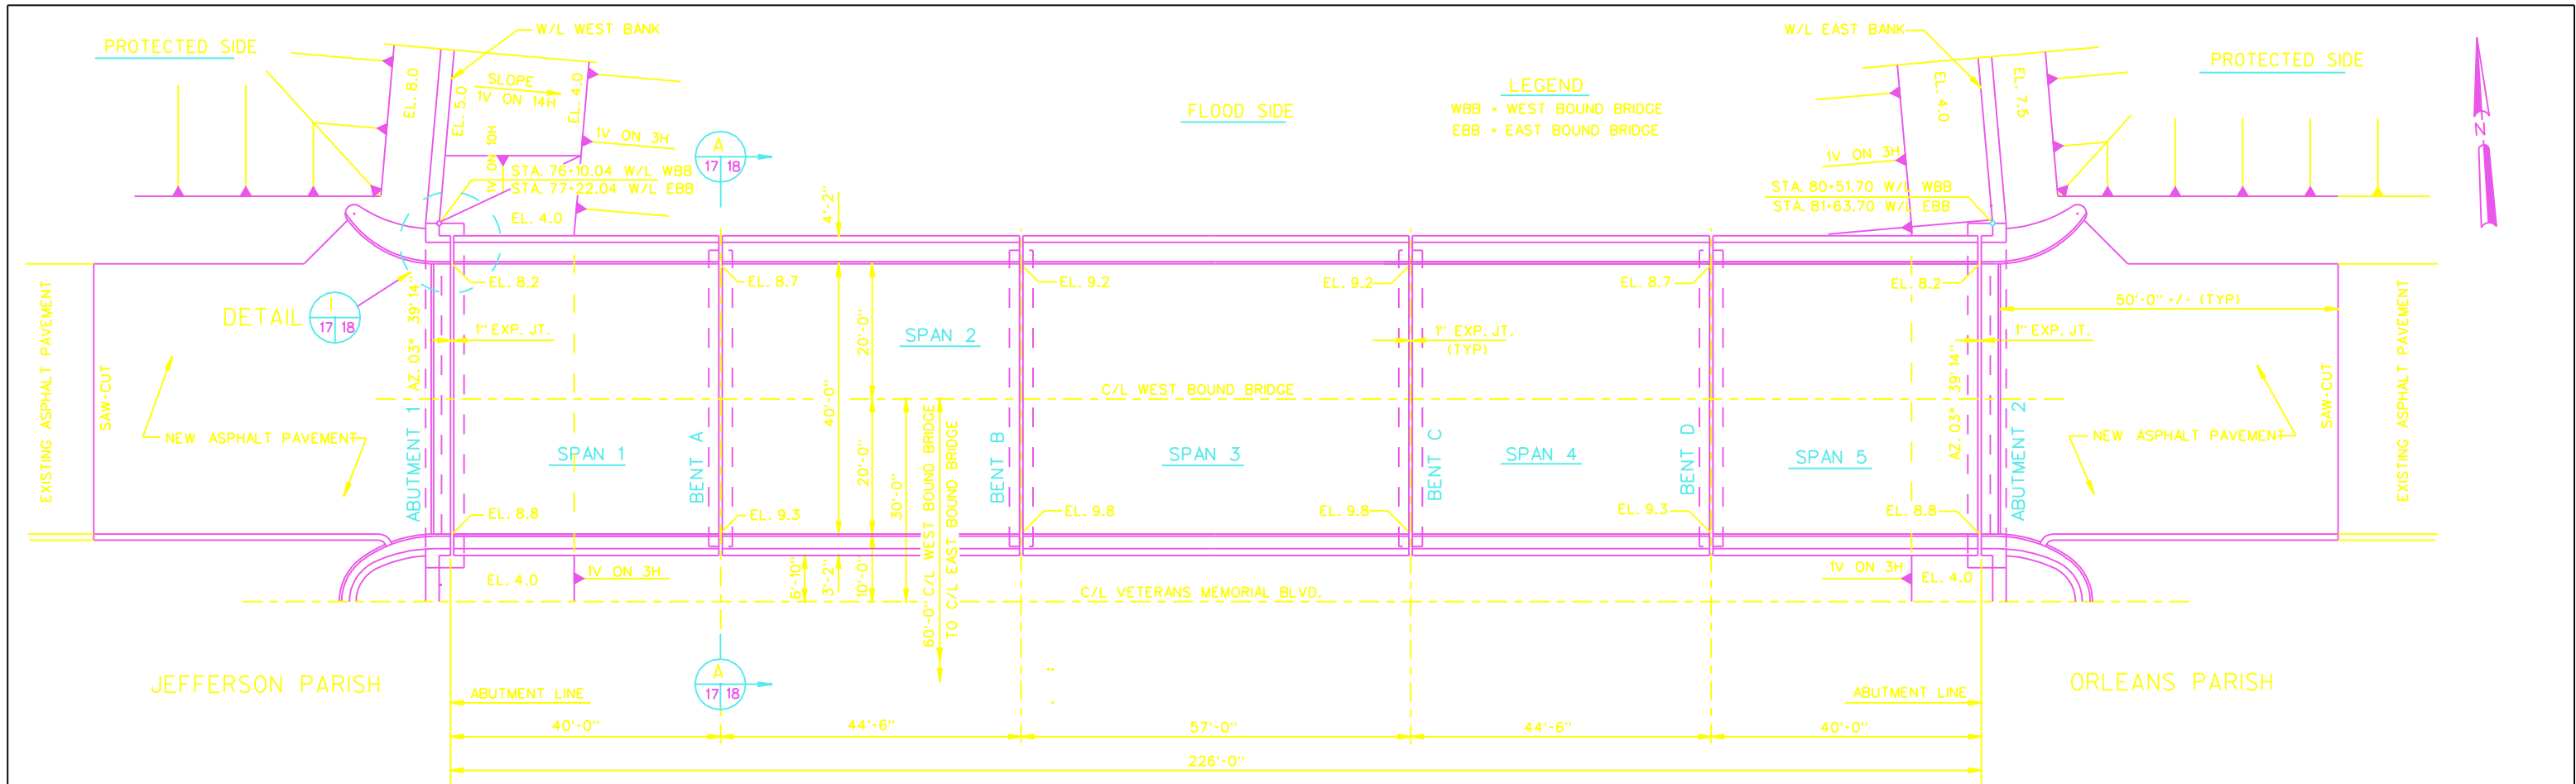 W/L WEST BANK
W/L EAST BANK
PROTECTED SIDE
PROTECTED SIDE
EL. 8.0
EL. 5.0
SLOPE
1V ON 14H
EL. 4.0
1V ON 3H
1V ON 10H
FLOOD SIDE
LEGEND
WBB = WEST BOUND BRIDGE
EBB = EAST BOUND BRIDGE
EL. 4.0
EL. 7.5
1V ON 3H
N
A
17 18
STA. 76+10.04 W/L WBB
STA. 77+22.04 W/L EBB
EL. 4.0
4'-2"
STA. 80+51.70 W/L WBB
STA. 81+63.70 W/L EBB
EL. 8.2
EL. 8.7
EL. 9.2
EL. 9.2
EL. 8.7
EL. 8.2
DETAIL
1
17 18
AZ. 03° 39' 14"
1" EXP. JT.
20'-0"
SPAN 2
1" EXP. JT.
(TYP)
50'-0" +/- (TYP)
1" EXP. JT.
AZ. 03° 39' 14"
EXISTING ASPHALT PAVEMENT
SAW-CUT
NEW ASPHALT PAVEMENT
ABUTMENT 1
SPAN 1
BENT A
40'-0"
20'-0"
30'-0"
60'-0" C/L WEST BOUND BRIDGE
TO C/L EAST BOUND BRIDGE
BENT B
C/L WEST BOUND BRIDGE
SPAN 3
BENT C
SPAN 4
BENT D
SPAN 5
ABUTMENT 2
NEW ASPHALT PAVEMENT
SAW-CUT
EXISTING ASPHALT PAVEMENT
EL. 8.8
EL. 9.3
EL. 9.8
EL. 9.8
EL. 9.3
EL. 8.8
EL. 4.0
1V ON 3H
6'-10"
3'-2"
10'-0"
C/L VETERANS MEMORIAL BLVD.
1V ON 3H
EL. 4.0
JEFFERSON PARISH
A
17 18
ORLEANS PARISH
ABUTMENT LINE
ABUTMENT LINE
40'-0"
44'-6"
57'-0"
44'-6"
40'-0"
226'-0"